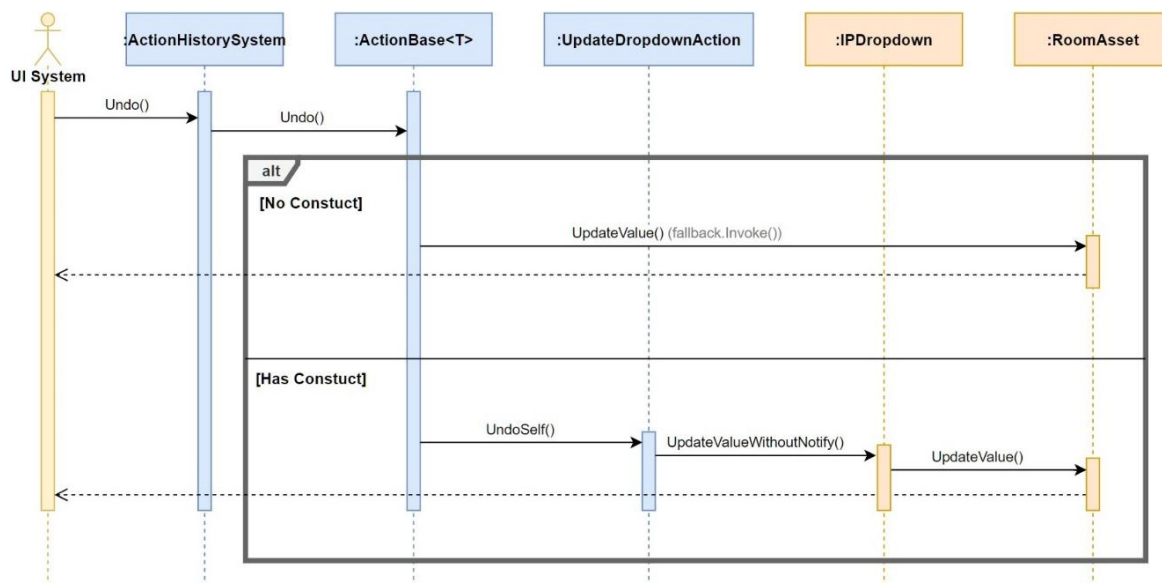 :ActionHistorySystem
:ActionBase<T>
:UpdateDropdownAction
:IPDropdown
:RoomAsset
UI System
Undo()
Undo()
alt
[No Constuct]
UpdateValue() (fallback.Invoke())
[Has Constuct]
UndoSelf()
UpdateValueWithoutNotify()
UpdateValue()